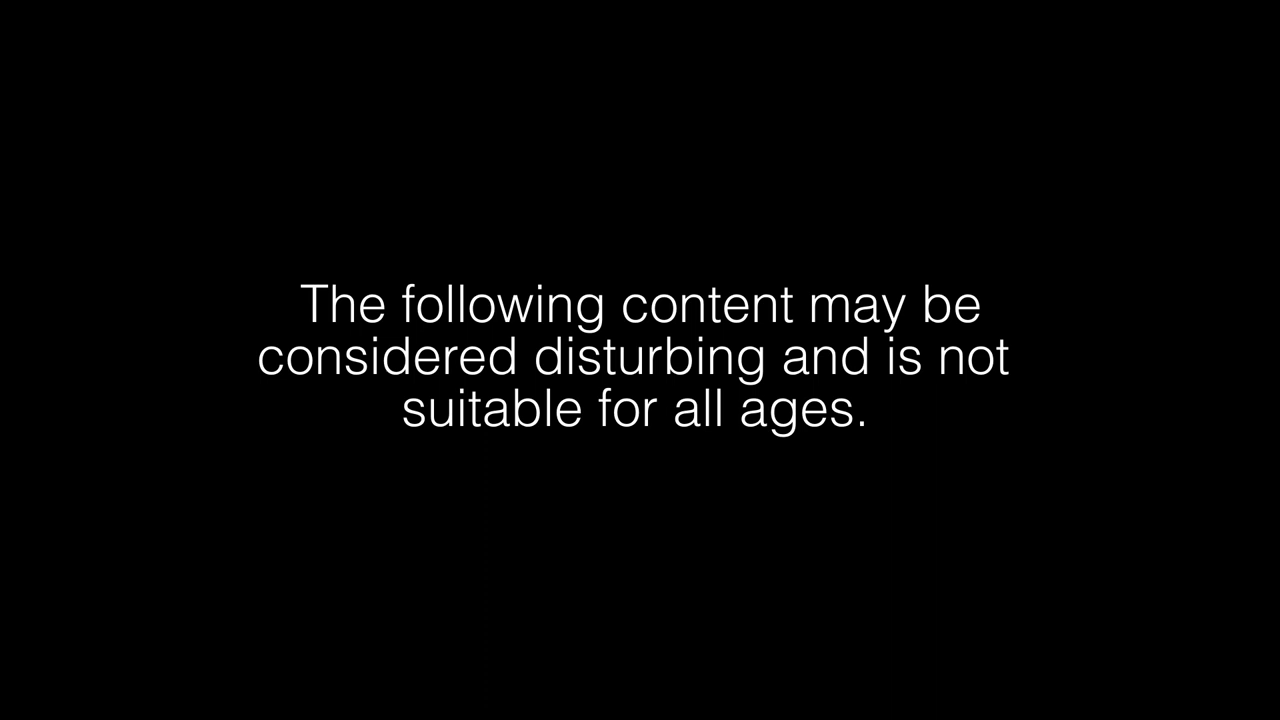 The following content may be
considered disturbing and is not
suitable for all ages.